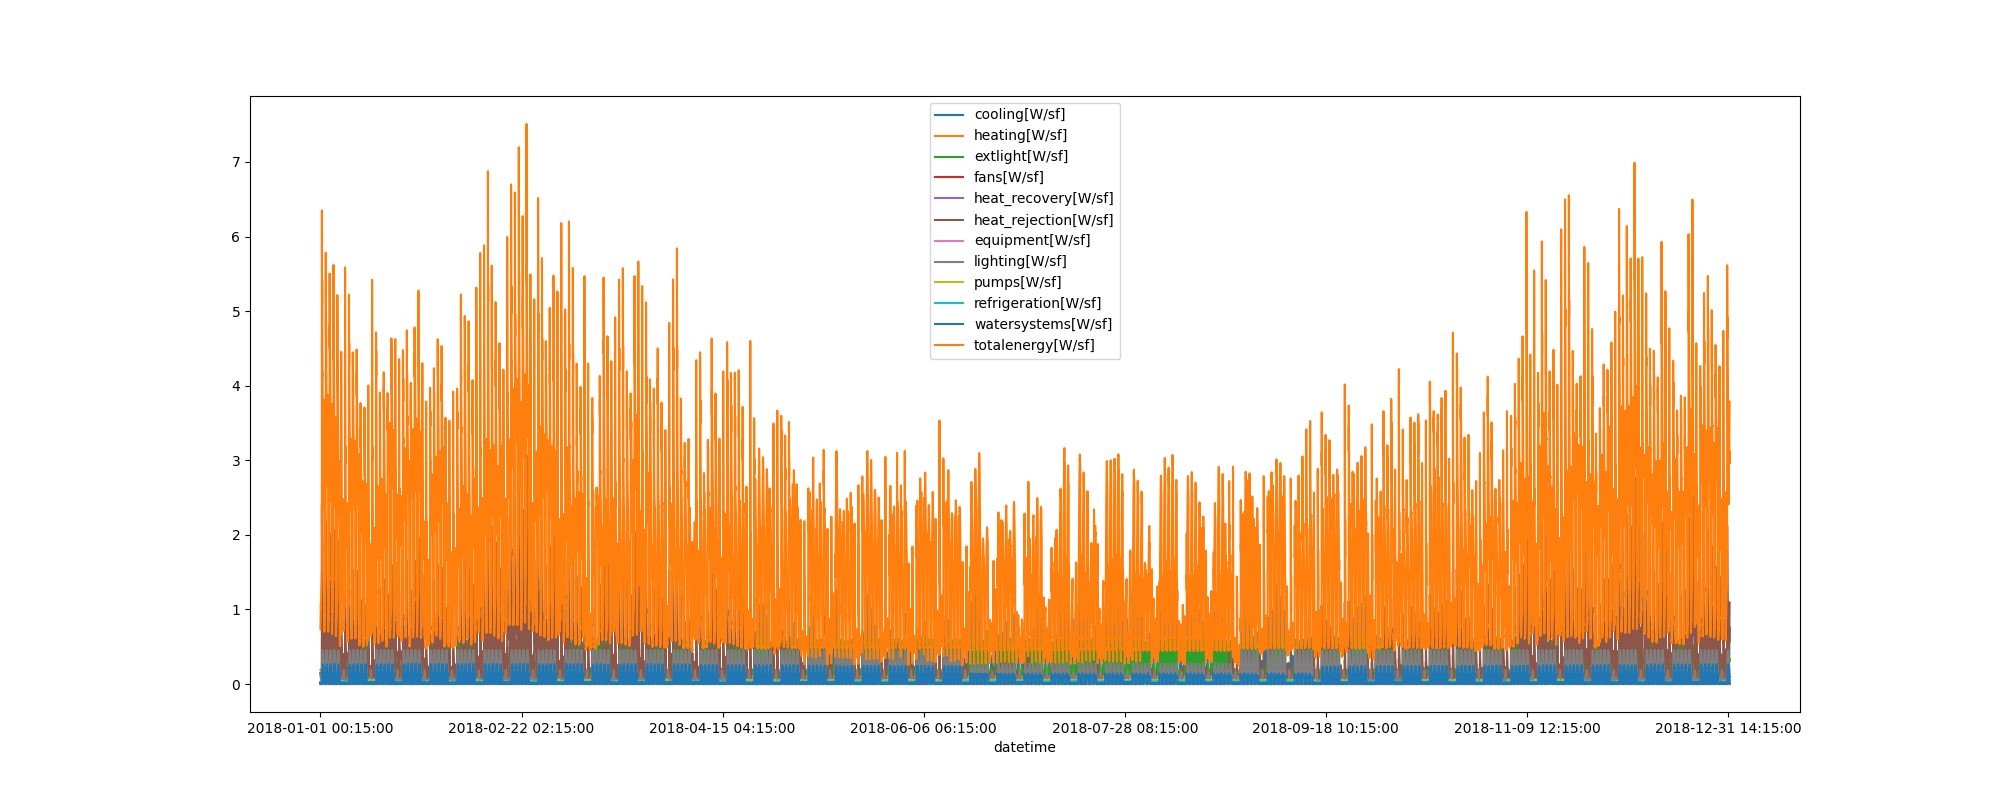 cooling[W/sf]
heating[W/sf]
extlight[W/sf]
fans[W/sf]
heat_recovery[W/sf]
heat_rejection[W/sf]
equipment[W/sf]
lighting[W/sf]
pumps[W/sf]
refrigeration[W/sf]
watersystems[W/sf]
totalenergy[W/sf]
7
6
5
4
3
2
1
0
2018-01-01 00:15:00 2018-02-22 02:15:00 2018-04-15 04:15:00 2018-06-06 06:15:00 2018-07-28 08:15:00 2018-09-18 10:15:00 2018-11-09 12:15:00 2018-12-31 14:15:00
datetime